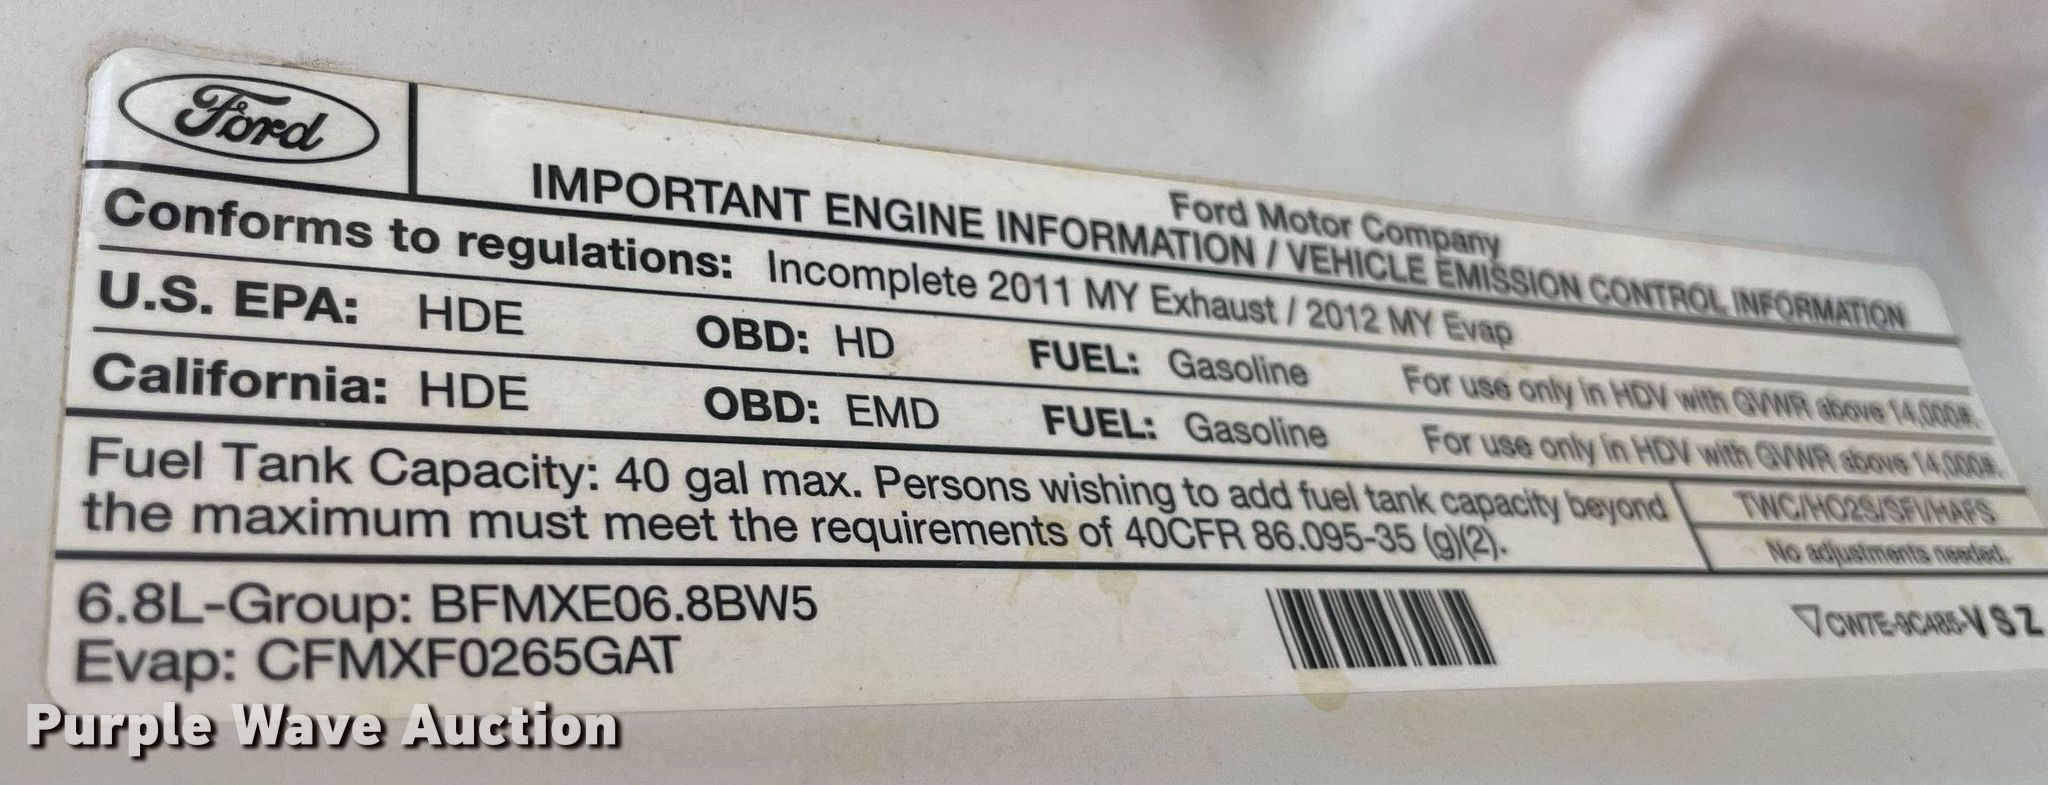 Ford
Ford Motor Company
IMPORTANT ENGINE INFORMATION / VEHICLE EMISSION CONTROL INFORMATION
Conforms to regulations: Incomplete 2011 MY Exhaust / 2012 MY Evap
U.S. EPA: HDE OBD: HD FUEL: Gasoline For use only in HDV with GVWR above 14,000#.
California: HDE OBD: EMD FUEL: Gasoline For use only in HDV with GVWR above 14,000#.
Fuel Tank Capacity: 40 gal max. Persons wishing to add fuel tank capacity beyond
the maximum must meet the requirements of 40CFR 86.095-35 (g)(2).
TWC/HO2S/SFI/HAFS
No adjustments needed.
6.8L-Group: BFMXE06.8BW5
Evap: CFMXF0265GAT
CW7E-9C485-VSZ
Purple Wave Auction